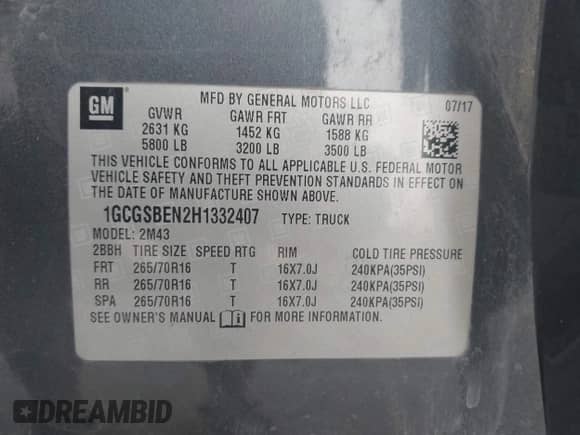 GM
MFD BY GENERAL MOTORS LLC
07/17
GVWR GAWR FRT GAWR RR
2631 KG 1452 KG 1588 KG
5800 LB 3200 LB 3500 LB
THIS VEHICLE CONFORMS TO ALL APPLICABLE U.S. FEDERAL MOTOR
VEHICLE SAFETY AND THEFT PREVENTION STANDARDS IN EFFECT ON
THE DATE OF MANUFACTURE SHOWN ABOVE.
1GCGSBEN2H1332407 TYPE: TRUCK
MODEL: 2M43
2BBH TIRE SIZE SPEED RTG RIM COLD TIRE PRESSURE
FRT 265/70R16 T 16X7.0J 240KPA(35PSI)
RR 265/70R16 T 16X7.0J 240KPA(35PSI)
SPA 265/70R16 T 16X7.0J 240KPA(35PSI)
SEE OWNER'S MANUAL FOR MORE INFORMATION.
DREAMBID